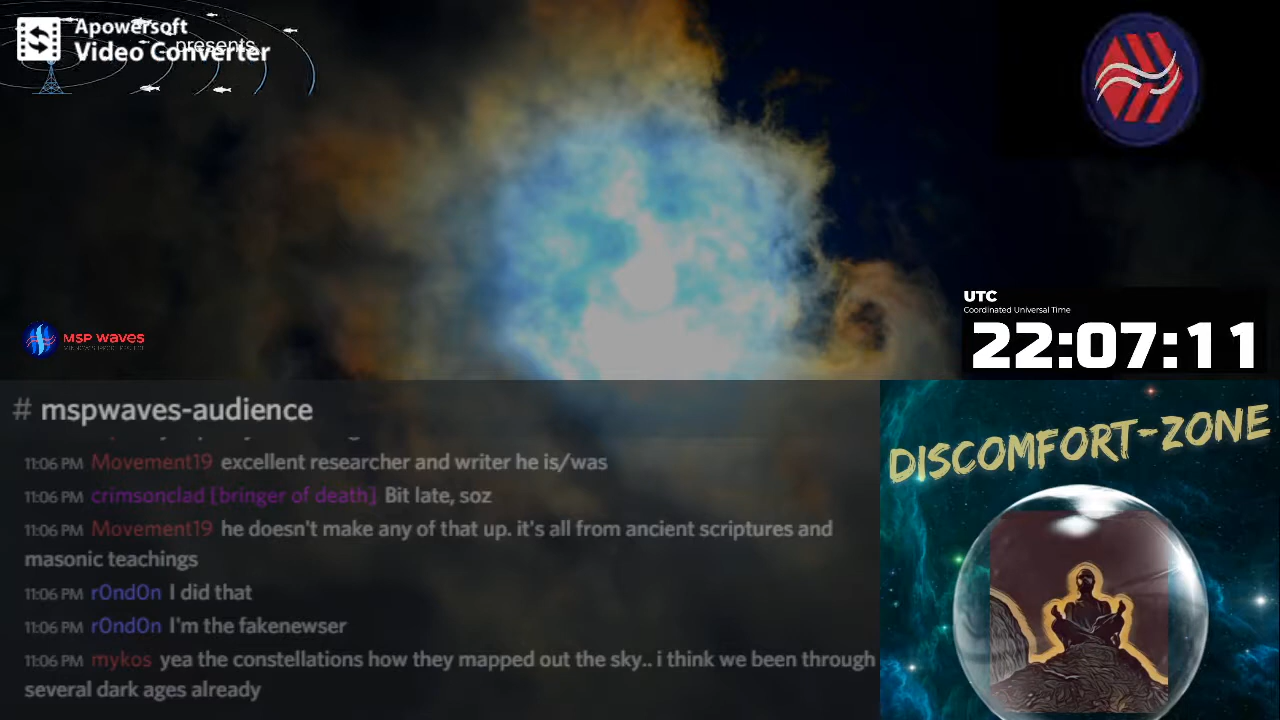 Apowersoft
presents
Video Converter
UTC
Coordinated Universal Time
22:07:11
MSP WAVES
# mspwaves-audience
11:06 PM Movement19 excellent researcher and writer he is/was
11:06 PM crimsonclad [bringer of death] Bit late, soz
11:06 PM Movement19 he doesn't make any of that up. it's all from ancient scriptures and
masonic teachings
11:06 PM r0nd0n I did that
11:06 PM r0nd0n I'm the fakenewser
11:06 PM mykos yea the constellations how they mapped out the sky.. i think we been through
several dark ages already
DISCOMFORT-ZONE